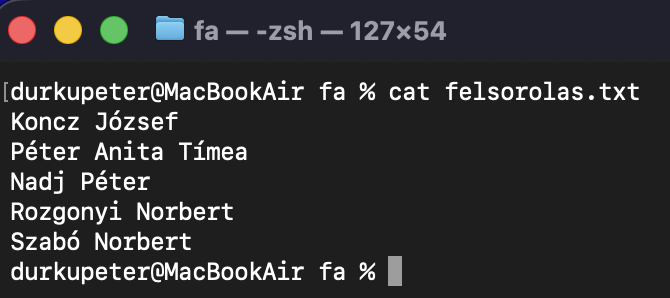 fa — -zsh — 127×54
[durkupeter@MacBookAir fa % cat felsorolas.txt
Koncz József
Péter Anita Tímea
Nadj Péter
Rozgonyi Norbert
Szabó Norbert
durkupeter@MacBookAir fa %